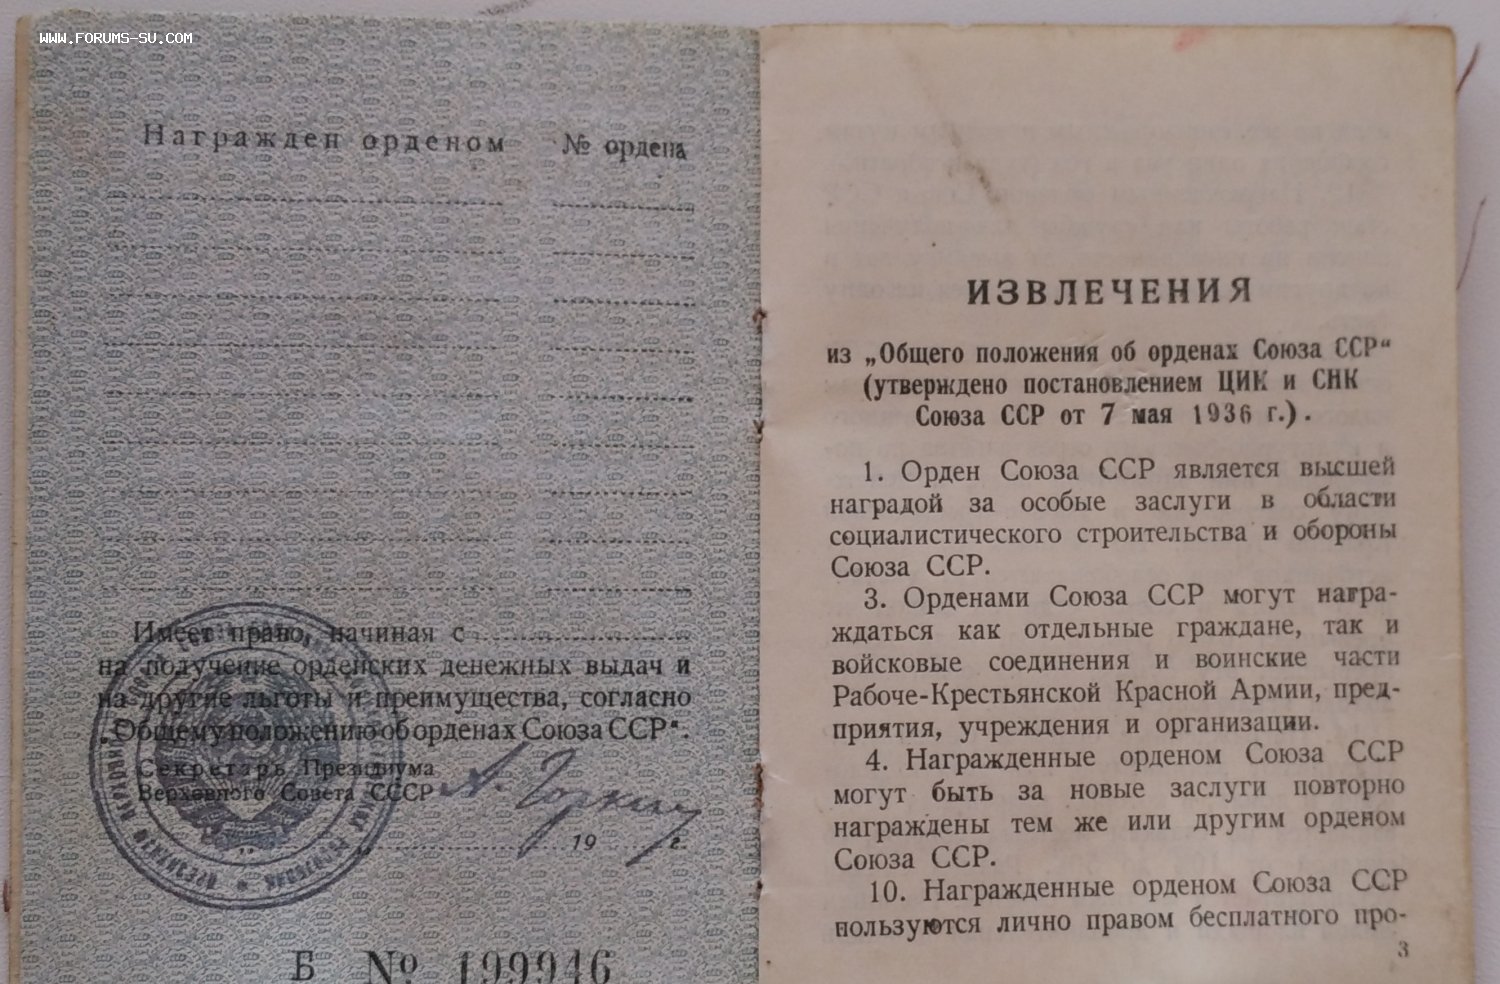 WWW.FORUMS-SU.COM
Награжден орденом № ордена
Имеет право, начиная с
на получение орденских денежных выдач и
на другие льготы и преимущества, согласно
„Общему положению об орденах Союза ССР“.
Секретарь Президиума
Верховного Совета СССР
А. Горкин
19 г.
Б № 199946
ИЗВЛЕЧЕНИЯ
из „Общего положения об орденах Союза ССР“
(утверждено постановлением ЦИК и СНК
Союза ССР от 7 мая 1936 г.).
1. Орден Союза ССР является высшей
наградой за особые заслуги в области
социалистического строительства и обороны
Союза ССР.
3. Орденами Союза ССР могут награ-
ждаться как отдельные граждане, так и
войсковые соединения и воинские части
Рабоче-Крестьянской Красной Армии, пред-
приятия, учреждения и организации.
4. Награжденные орденом Союза ССР
могут быть за новые заслуги повторно
награждены тем же или другим орденом
Союза ССР.
10. Награжденные орденом Союза ССР
пользуются лично правом бесплатного про-
3